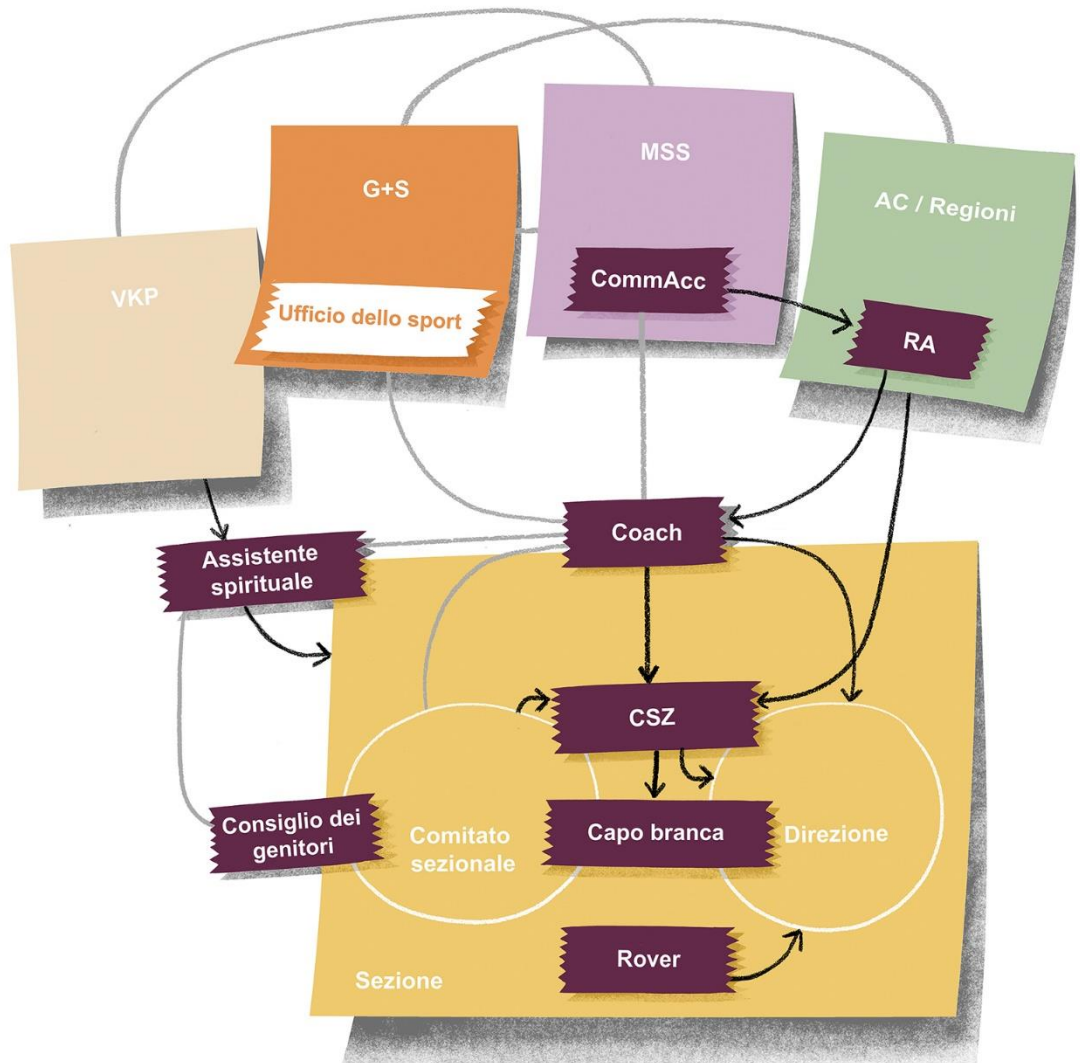 MSS
G+S
AC / Regioni
VKP
CommAcc
Ufficio dello sport
RA
Coach
Assistente
spirituale
CSZ
Consiglio dei
genitori
Comitato
sezionale
Capo branca
Direzione
Rover
Sezione